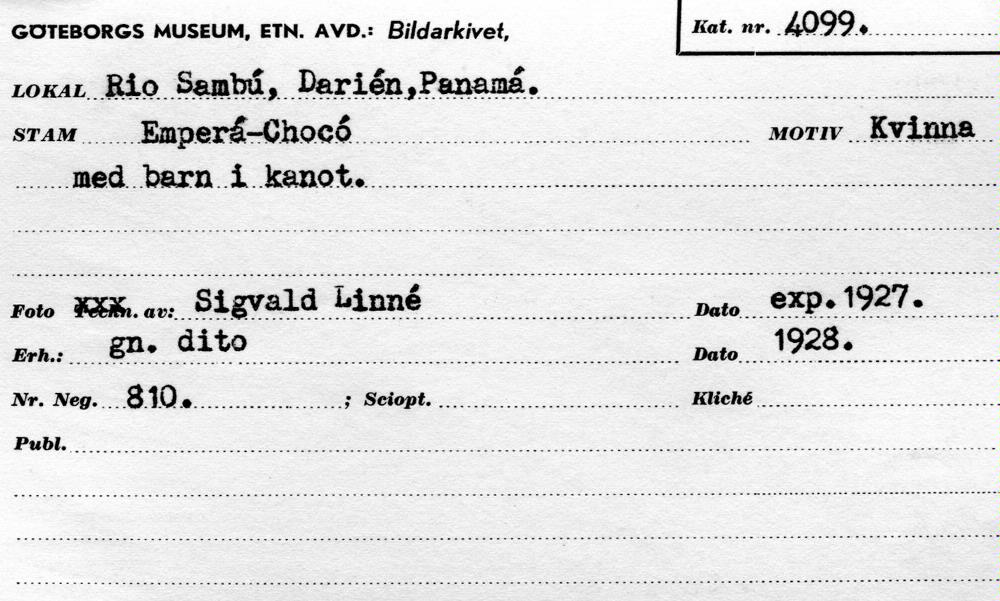 GÖTEBORGS MUSEUM, ETN. AVD.: Bildarkivet,
Kat. nr. 4099.
LOKAL Rio Sambú, Darién,Panamá.
STAM Emperá-Chocó MOTIV Kvinna
med barn i kanot.
Foto xxx Teckn. av: Sigvald Linné Dato exp.1927.
Erh.: gn. dito Dato 1928.
Nr. Neg. 810. ; Sciopt. Kliché
Publ.